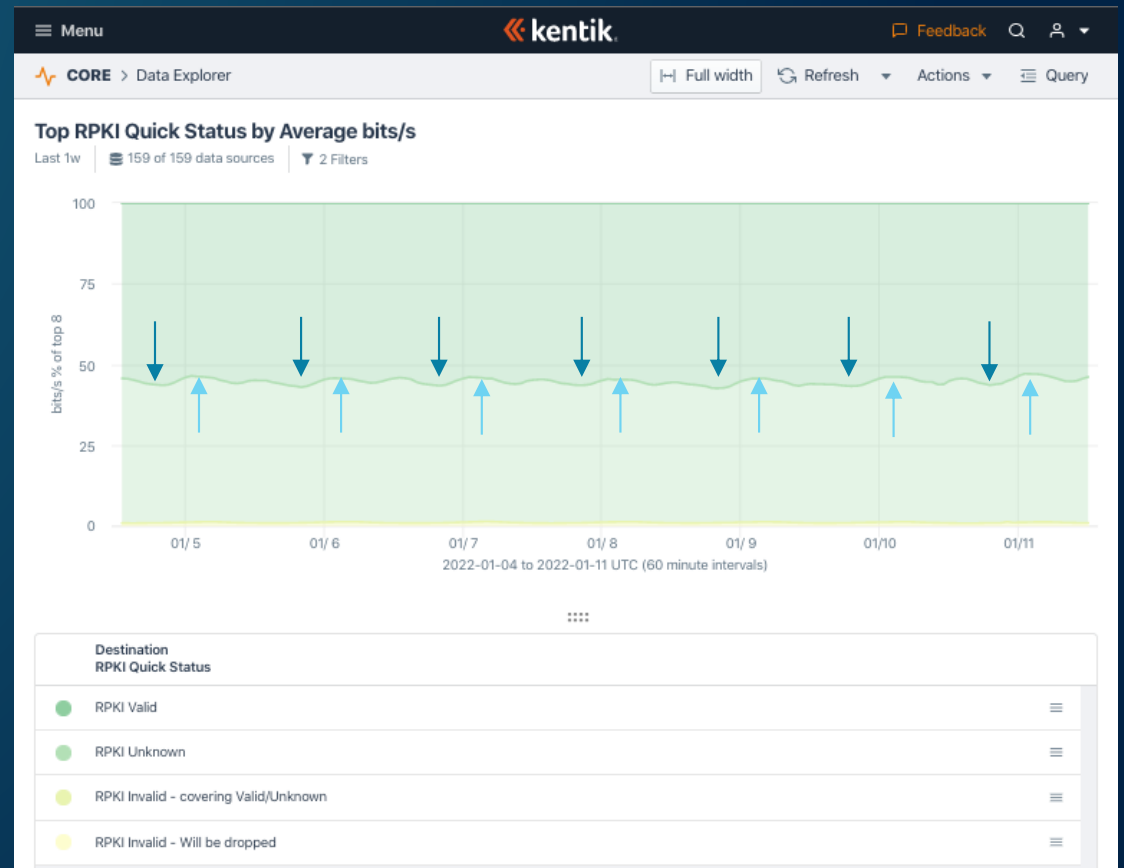 Menu
kentik.
Feedback
CORE > Data Explorer
Full width
Refresh
Actions
Query
Top RPKI Quick Status by Average bits/s
Last 1w
159 of 159 data sources
2 Filters
100
75
50
25
0
bits/s % of top 8
01/ 5
01/ 6
01/ 7
01/ 8
01/ 9
01/10
01/11
2022-01-04 to 2022-01-11 UTC (60 minute intervals)
Destination
RPKI Quick Status
RPKI Valid
RPKI Unknown
RPKI Invalid - covering Valid/Unknown
RPKI Invalid - Will be dropped